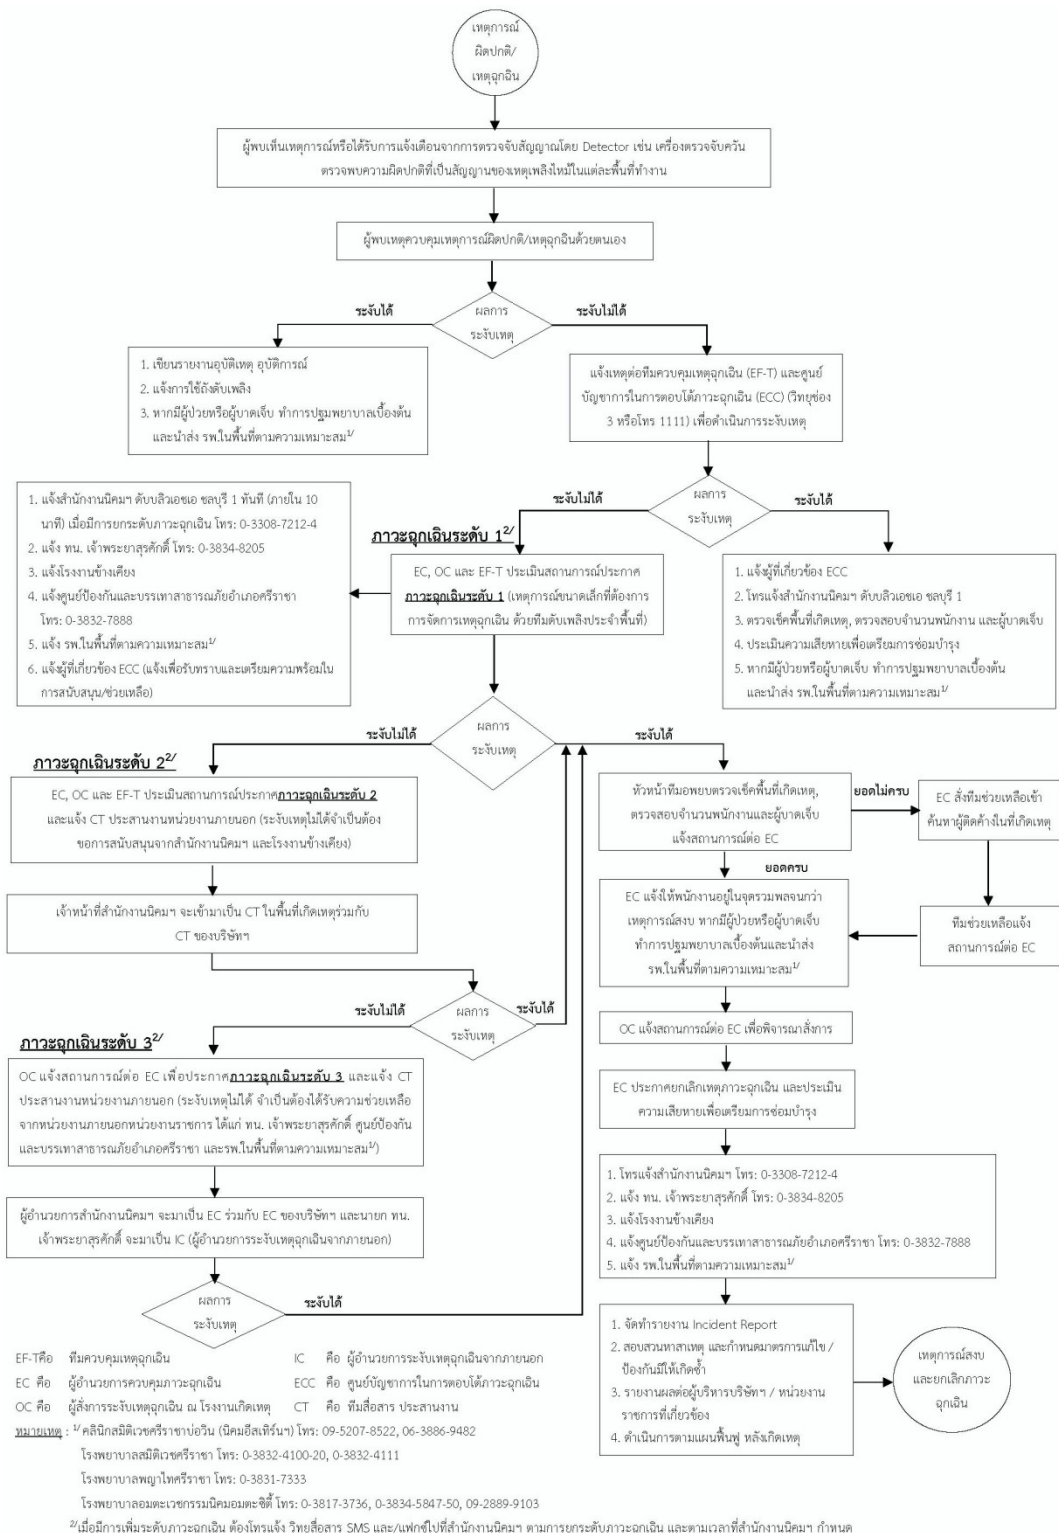 เหตุการณ์
ผิดปกติ/
เหตุฉุกเฉิน
ผู้พบเห็นเหตุการณ์หรือได้รับการแจ้งเตือนจากการตรวจจับสัญญาณโดย Detector เช่น เครื่องตรวจจับควัน
ตรวจพบความผิดปกติที่เป็นสัญญาณของเหตุเพลิงไหม้ในแต่ละพื้นที่ทำงาน
ผู้พบเหตุควบคุมเหตุการณ์ผิดปกติ/เหตุฉุกเฉินด้วยตนเอง
ผลการ
ระงับเหตุ
ระงับได้
ระงับไม่ได้
1. เขียนรายงานอุบัติเหตุ อุบัติการณ์
2. แจ้งการใช้ถังดับเพลิง
3. หากมีผู้ป่วยหรือผู้บาดเจ็บ ทำการปฐมพยาบาลเบื้องต้น
และนำส่ง รพ.ในพื้นที่ตามความเหมาะสม1/
แจ้งเหตุต่อทีมควบคุมเหตุฉุกเฉิน (EF-T) และศูนย์
บัญชาการในการตอบโต้ภาวะฉุกเฉิน (ECC) (วิทยุช่อง
3 หรือโทร 1111) เพื่อดำเนินการระงับเหตุ
ผลการ
ระงับเหตุ
ระงับไม่ได้
ระงับได้
1. แจ้งสำนักงานนิคมฯ ดับบลิวเอชเอ ชลบุรี 1 ทันที (ภายใน 10
นาที) เมื่อมีการยกระดับภาวะฉุกเฉิน โทร: 0-3308-7212-4
2. แจ้ง ทน. เจ้าพระยาสุรศักดิ์ โทร: 0-3834-8205
3. แจ้งโรงงานข้างเคียง
4. แจ้งศูนย์ป้องกันและบรรเทาสาธารณภัยอำเภอศรีราชา
โทร: 0-3832-7888
5. แจ้ง รพ.ในพื้นที่ตามความเหมาะสม1/
6. แจ้งผู้ที่เกี่ยวข้อง ECC (แจ้งเพื่อรับทราบและเตรียมความพร้อมใน
การสนับสนุน/ช่วยเหลือ)
ภาวะฉุกเฉินระดับ 12/
EC, OC และ EF-T ประเมินสถานการณ์ประกาศ
ภาวะฉุกเฉินระดับ 1 (เหตุการณ์ขนาดเล็กที่ต้องการ
การจัดการเหตุฉุกเฉิน ด้วยทีมดับเพลิงประจำพื้นที่)
1. แจ้งผู้ที่เกี่ยวข้อง ECC
2. โทรแจ้งสำนักงานนิคมฯ ดับบลิวเอชเอ ชลบุรี 1
3. ตรวจเช็คพื้นที่เกิดเหตุ, ตรวจสอบจำนวนพนักงาน และผู้บาดเจ็บ
4. ประเมินความเสียหายเพื่อเตรียมการซ่อมบำรุง
5. หากมีผู้ป่วยหรือผู้บาดเจ็บ ทำการปฐมพยาบาลเบื้องต้น
และนำส่ง รพ.ในพื้นที่ตามความเหมาะสม1/
ผลการ
ระงับเหตุ
ระงับไม่ได้
ระงับได้
ภาวะฉุกเฉินระดับ 22/
EC, OC และ EF-T ประเมินสถานการณ์ประกาศภาวะฉุกเฉินระดับ 2
และแจ้ง CT ประสานงานหน่วยงานภายนอก (ระงับเหตุไม่ได้จำเป็นต้อง
ขอการสนับสนุนจากสำนักงานนิคมฯ และโรงงานข้างเคียง)
เจ้าหน้าที่สำนักงานนิคมฯ จะเข้ามาเป็น CT ในพื้นที่เกิดเหตุร่วมกับ
CT ของบริษัทฯ
หัวหน้าทีมอพยบตรวจเช็คพื้นที่เกิดเหตุ,
ตรวจสอบจำนวนพนักงานและผู้บาดเจ็บ
แจ้งสถานการณ์ต่อ EC
ยอดไม่ครบ
EC สั่งทีมช่วยเหลือเข้า
ค้นหาผู้ติดค้างในที่เกิดเหตุ
ยอดครบ
EC แจ้งให้พนักงานอยู่ในจุดรวมพลจนกว่า
เหตุการณ์สงบ หากมีผู้ป่วยหรือผู้บาดเจ็บ
ทำการปฐมพยาบาลเบื้องต้นและนำส่ง
รพ.ในพื้นที่ตามความเหมาะสม1/
ทีมช่วยเหลือแจ้ง
สถานการณ์ต่อ EC
ผลการ
ระงับเหตุ
ระงับไม่ได้
ระงับได้
ภาวะฉุกเฉินระดับ 32/
OC แจ้งสถานการณ์ต่อ EC เพื่อประกาศภาวะฉุกเฉินระดับ 3 และแจ้ง CT
ประสานงานหน่วยงานภายนอก (ระงับเหตุไม่ได้ จำเป็นต้องได้รับความช่วยเหลือ
จากหน่วยงานภายนอกหน่วยงานราชการ ได้แก่ ทน. เจ้าพระยาสุรศักดิ์ ศูนย์ป้องกัน
และบรรเทาสาธารณภัยอำเภอศรีราชา และรพ.ในพื้นที่ตามความเหมาะสม1/)
ผู้อำนวยการสำนักงานนิคมฯ จะมาเป็น EC ร่วมกับ EC ของบริษัทฯ และนายก ทน.
เจ้าพระยาสุรศักดิ์ จะมาเป็น IC (ผู้อำนวยการระงับเหตุฉุกเฉินจากภายนอก)
ผลการ
ระงับเหตุ
ระงับได้
OC แจ้งสถานการณ์ต่อ EC เพื่อพิจารณาสั่งการ
EC ประกาศยกเลิกเหตุภาวะฉุกเฉิน และประเมิน
ความเสียหายเพื่อเตรียมการซ่อมบำรุง
1. โทรแจ้งสำนักงานนิคมฯ โทร: 0-3308-7212-4
2. แจ้ง ทน. เจ้าพระยาสุรศักดิ์ โทร: 0-3834-8205
3. แจ้งโรงงานข้างเคียง
4. แจ้งศูนย์ป้องกันและบรรเทาสาธารณภัยอำเภอศรีราชา โทร: 0-3832-7888
5. แจ้ง รพ.ในพื้นที่ตามความเหมาะสม1/
1. จัดทำรายงาน Incident Report
2. สอบสวนหาสาเหตุ และกำหนดมาตรการแก้ไข /
ป้องกันมิให้เกิดซ้ำ
3. รายงานผลต่อผู้บริหารบริษัทฯ / หน่วยงาน
ราชการที่เกี่ยวข้อง
4. ดำเนินการตามแผนฟื้นฟู หลังเกิดเหตุ
เหตุการณ์สงบ
และยกเลิกภาวะ
ฉุกเฉิน
EF-Tคือ ทีมควบคุมเหตุฉุกเฉิน IC คือ ผู้อำนวยการระงับเหตุฉุกเฉินจากภายนอก
EC คือ ผู้อำนวยการควบคุมภาวะฉุกเฉิน ECC คือ ศูนย์บัญชาการในการตอบโต้ภาวะฉุกเฉิน
OC คือ ผู้สั่งการระงับเหตุฉุกเฉิน ณ โรงงานเกิดเหตุ CT คือ ทีมสื่อสาร ประสานงาน
หมายเหตุ : 1/ คลินิกสมิติเวชศรีราชาบ่อวิน (นิคมอีสเทิร์นฯ) โทร: 09-5207-8522, 06-3886-9482
โรงพยาบาลสมิติเวชศรีราชา โทร: 0-3832-4100-20, 0-3832-4111
โรงพยาบาลพญาไทศรีราชา โทร: 0-3831-7333
โรงพยาบาลอมตะเวชกรรมนิคมอมตะซิตี้ โทร: 0-3817-3736, 0-3834-5847-50, 09-2889-9103
2/เมื่อมีการเพิ่มระดับภาวะฉุกเฉิน ต้องโทรแจ้ง วิทยุสื่อสาร SMS และ/แฟกซ์ไปที่สำนักงานนิคมฯ ตามการยกระดับภาวะฉุกเฉิน และตามเวลาที่สำนักงานนิคมฯ กำหนด